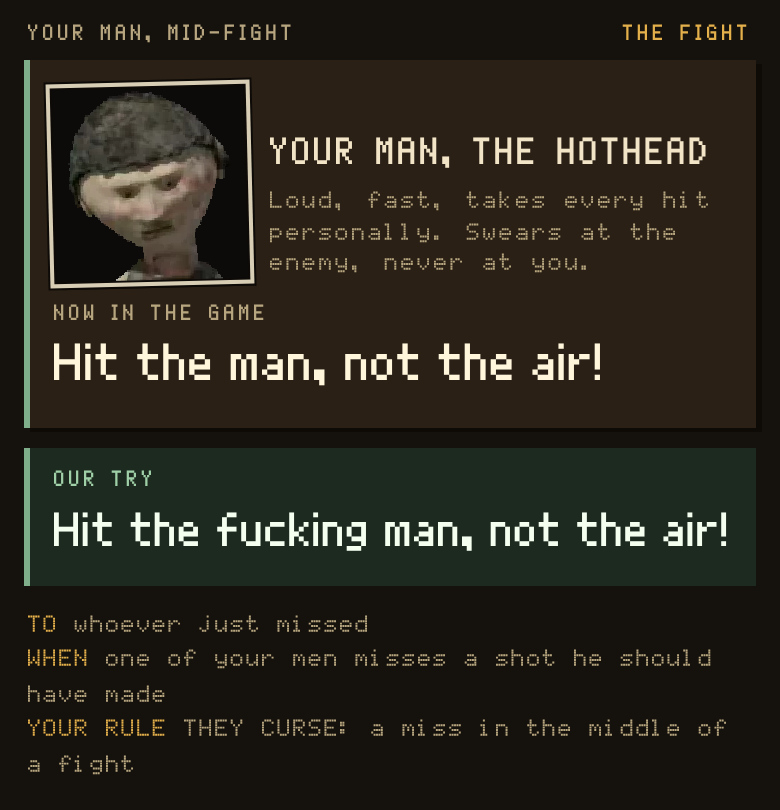 YOUR MAN, MID-FIGHT
THE FIGHT
YOUR MAN, THE HOTHEAD
Loud, fast, takes every hit
personally. Swears at the
enemy, never at you.
NOW IN THE GAME
Hit the man, not the air!
OUR TRY
Hit the fucking man, not the air!
TO whoever just missed
WHEN one of your men misses a shot he should
have made
YOUR RULE THEY CURSE: a miss in the middle of
a fight